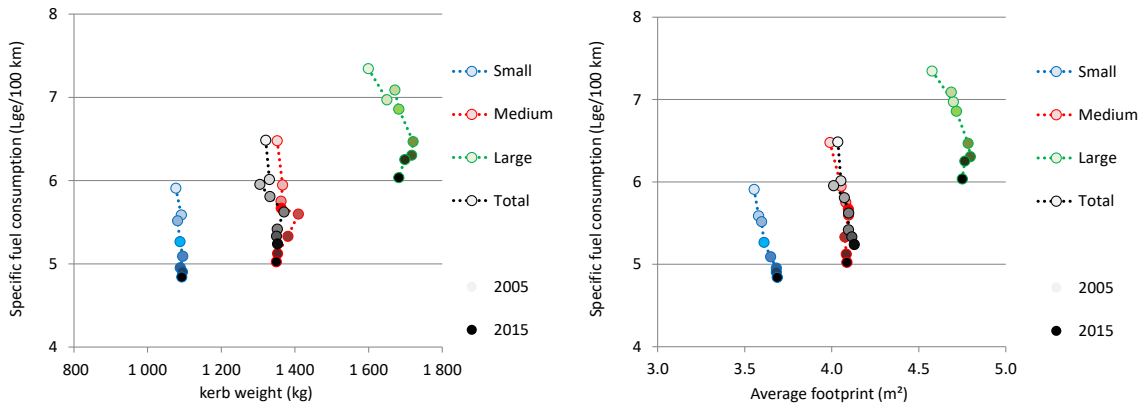 Specific fuel consumption (Lge/100 km)
8
7
6
5
4
800
1 000
1 200
1 400
1 600
1 800
kerb weight (kg)
Small
Medium
Large
Total
2005
2015
Specific fuel consumption (Lge/100 km)
8
7
6
5
4
3.0
3.5
4.0
4.5
5.0
Average footprint (m²)
Small
Medium
Large
Total
2005
2015